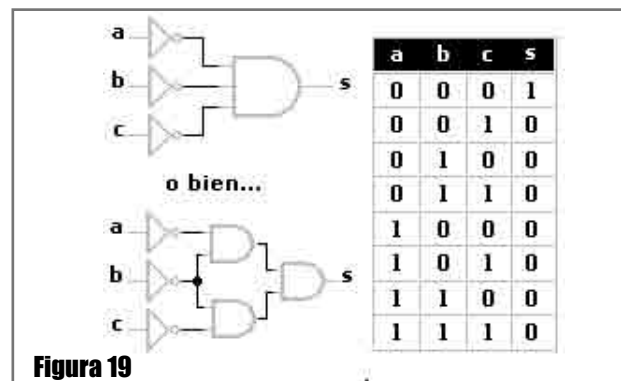 a
b
c
s
o bien...
a
b
c
s
a b c s
0 0 0 1
0 0 1 0
0 1 0 0
0 1 1 0
1 0 0 0
1 0 1 0
1 1 0 0
1 1 1 0
Figura 19